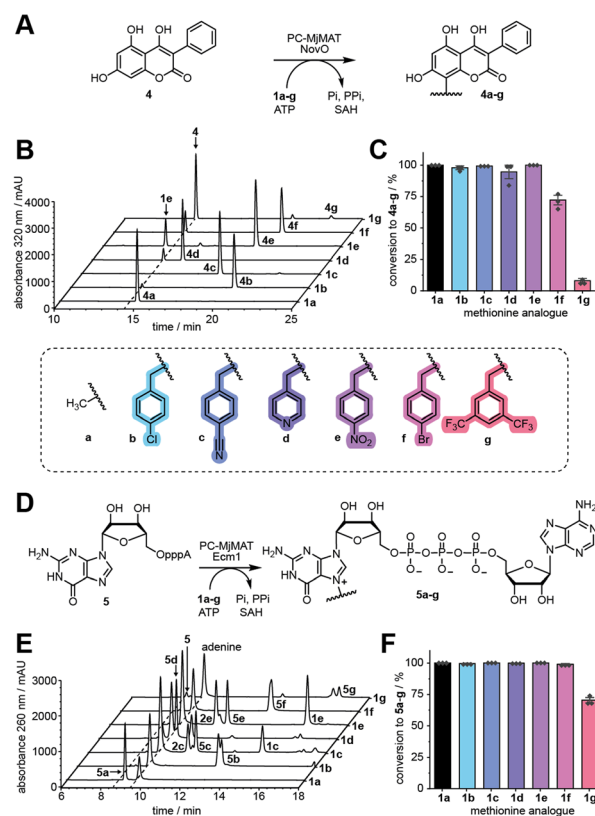 A
OH OH
HO O O
4
PC-MjMAT
NovO
1a-g
ATP
Pi, PPi,
SAH
OH OH
HO O O
4a-g
B
absorbance 320 nm / mAU
4000
3000
2000
1000
0
4
1e
4a
4d
4c
4b
4e
4f
4g
1g
1f
1e
1d
1c
1b
1a
10 15 20 25
time / min
C
conversion to 4a-g / %
100
75
50
25
0
1a 1b 1c 1d 1e 1f 1g
methionine analogue
H3C
a
Cl
b
N
c
N
d
NO2
e
Br
f
F3C CF3
g
D
OH OH
H2N N N O
HN N OpppA
O
5
PC-MjMAT
Ecm1
1a-g
ATP
Pi, PPi
SAH
OH OH
H2N N N O
HN N+
O
O-P-O-P-O-P-O
O O O
O- O- O-
NH2
N N
N N
O
OH OH
5a-g
E
absorbance 260 nm / mAU
4000
3000
2000
1000
0
5
adenine
5d
5a
2c
5c
2e
5e
5b
1c
5f
1e
5g
1g
1f
1e
1d
1c
1b
1a
6 8 10 12 14 16 18
time / min
F
conversion to 5a-g / %
100
75
50
25
0
1a 1b 1c 1d 1e 1f 1g
methionine analogue